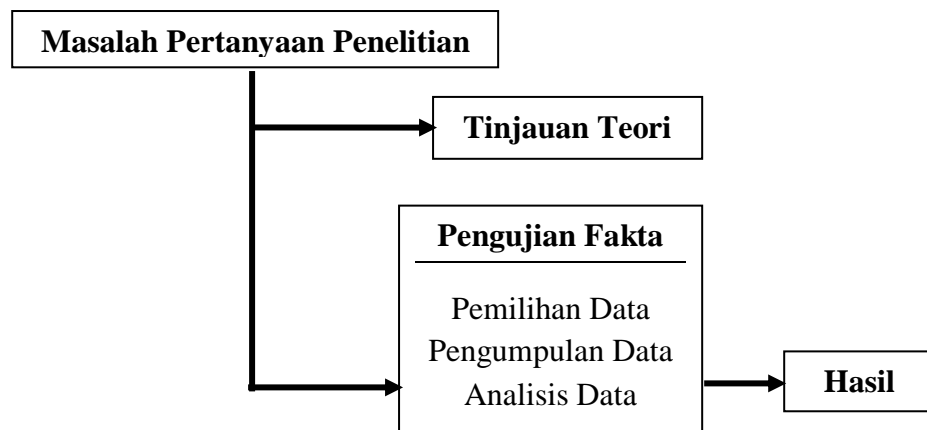 Masalah Pertanyaan Penelitian
Tinjauan Teori
Pengujian Fakta
Pemilihan Data
Pengumpulan Data
Analisis Data
Hasil